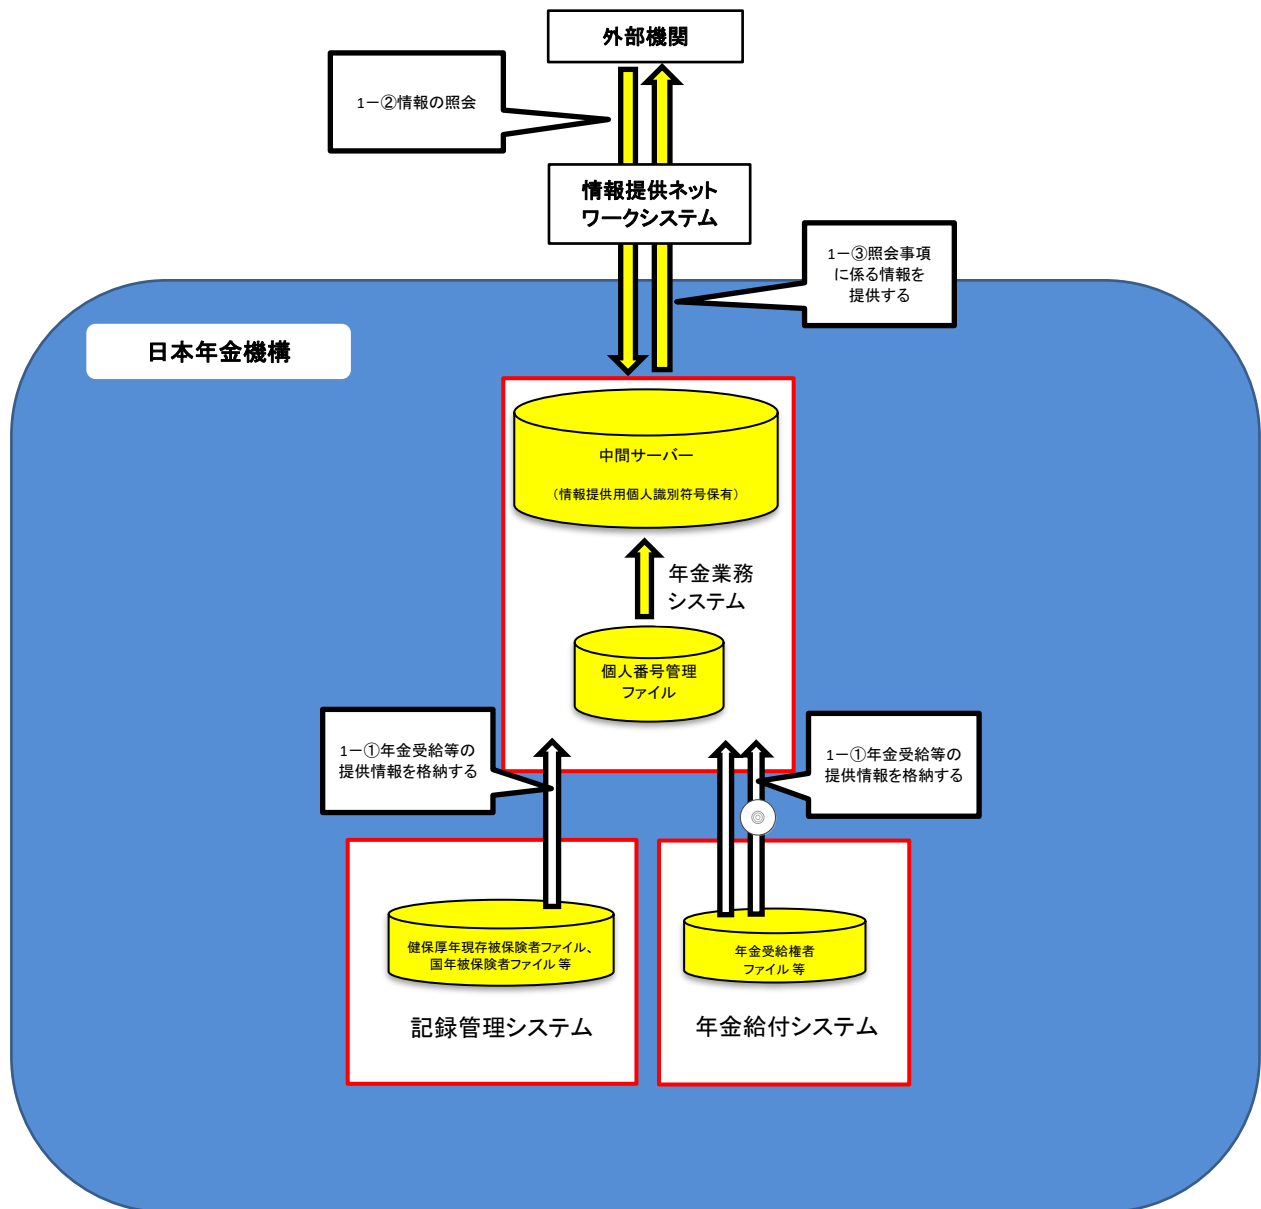 外部機関
1－②情報の照会
情報提供ネット
ワークシステム
1－③照会事項
に係る情報を
提供する
日本年金機構
中間サーバー
（情報提供用個人識別符号保有）
年金業務
システム
個人番号管理
ファイル
1－①年金受給等の
提供情報を格納する
1－①年金受給等の
提供情報を格納する
健保厚年現存被保険者ファイル、
国年被保険者ファイル 等
記録管理システム
年金受給権者
ファイル 等
年金給付システム